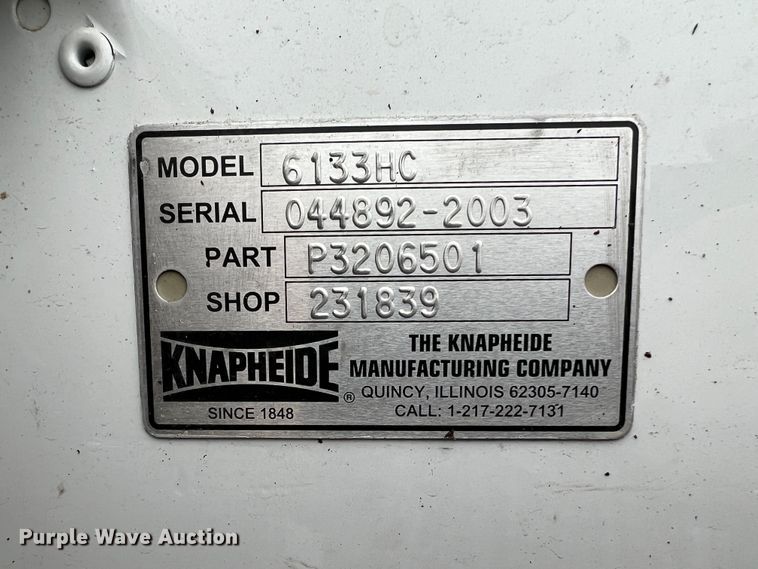 MODEL 6133HC
SERIAL 044892-2003
PART P3206501
SHOP 231839
KNAPHEIDE ®
SINCE 1848
THE KNAPHEIDE
MANUFACTURING COMPANY
QUINCY, ILLINOIS 62305-7140
CALL: 1-217-222-7131
Purple Wave Auction